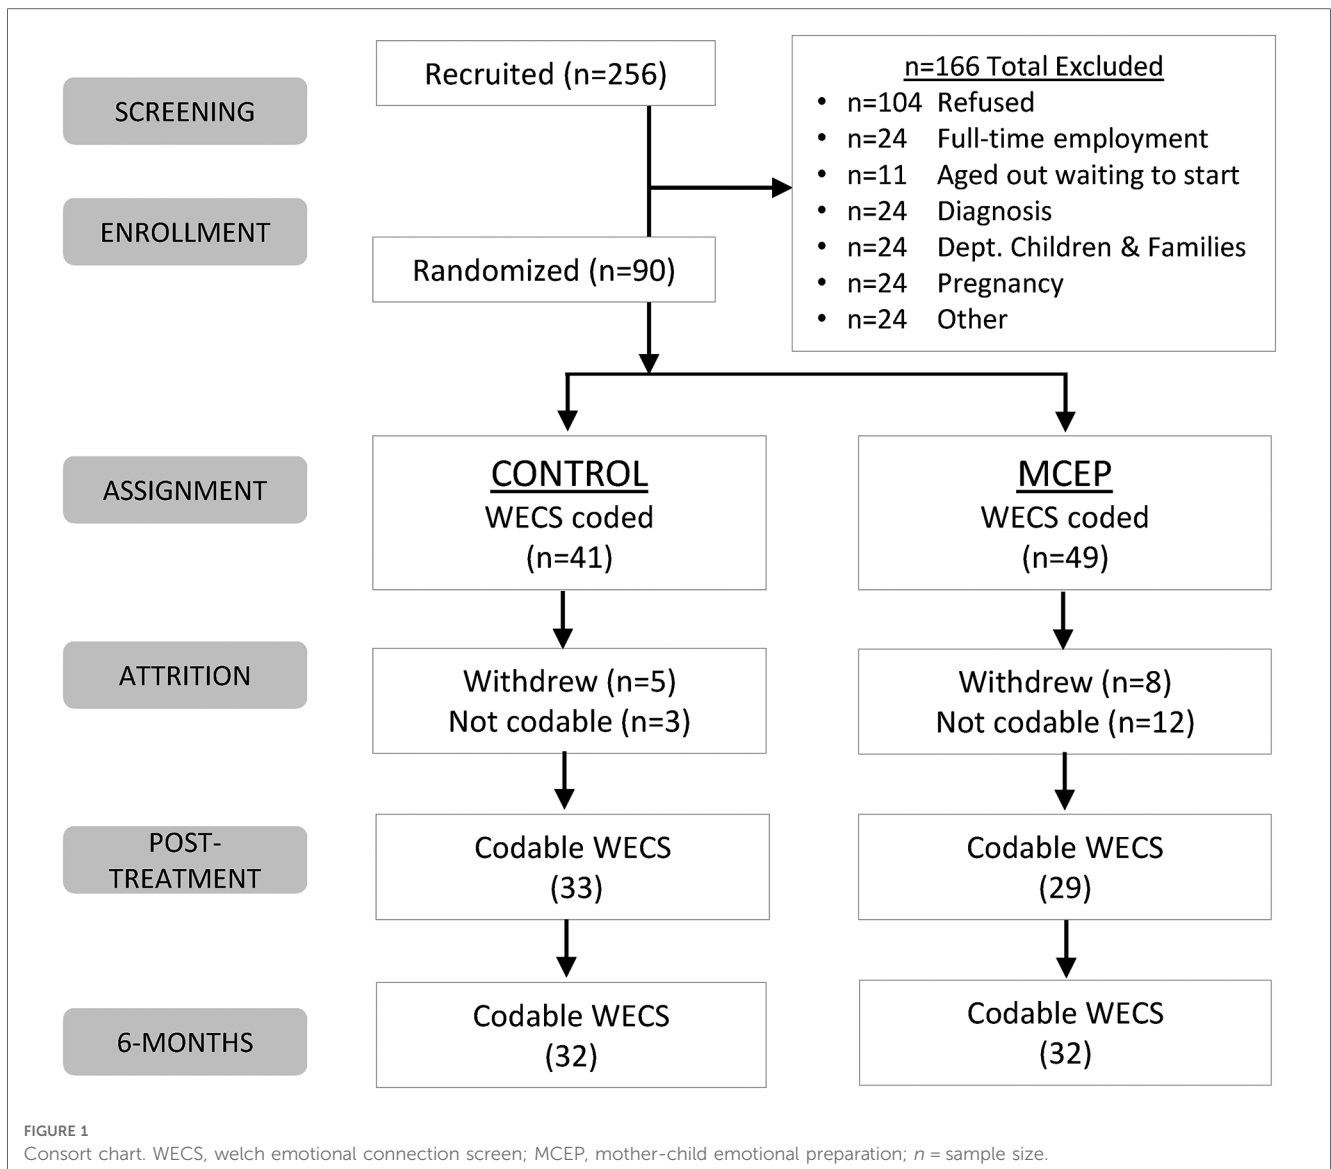 SCREENING
Recruited (n=256)
n=166 Total Excluded
• n=104 Refused
• n=24 Full-time employment
• n=11 Aged out waiting to start
• n=24 Diagnosis
• n=24 Dept. Children & Families
• n=24 Pregnancy
• n=24 Other
ENROLLMENT
Randomized (n=90)
ASSIGNMENT
CONTROL
WECS coded
(n=41)
MCEP
WECS coded
(n=49)
ATTRITION
Withdrew (n=5)
Not codable (n=3)
Withdrew (n=8)
Not codable (n=12)
POST-
TREATMENT
Codable WECS
(33)
Codable WECS
(29)
6-MONTHS
Codable WECS
(32)
Codable WECS
(32)
FIGURE 1
Consort chart. WECS, welch emotional connection screen; MCEP, mother-child emotional preparation; n = sample size.